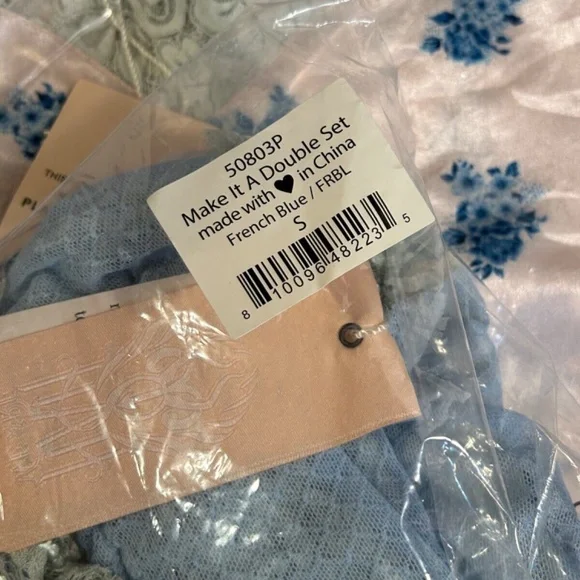 50803P
Make It A Double Set
made with ♥ in China
French Blue / FRBL
S
8 10096 48223 5